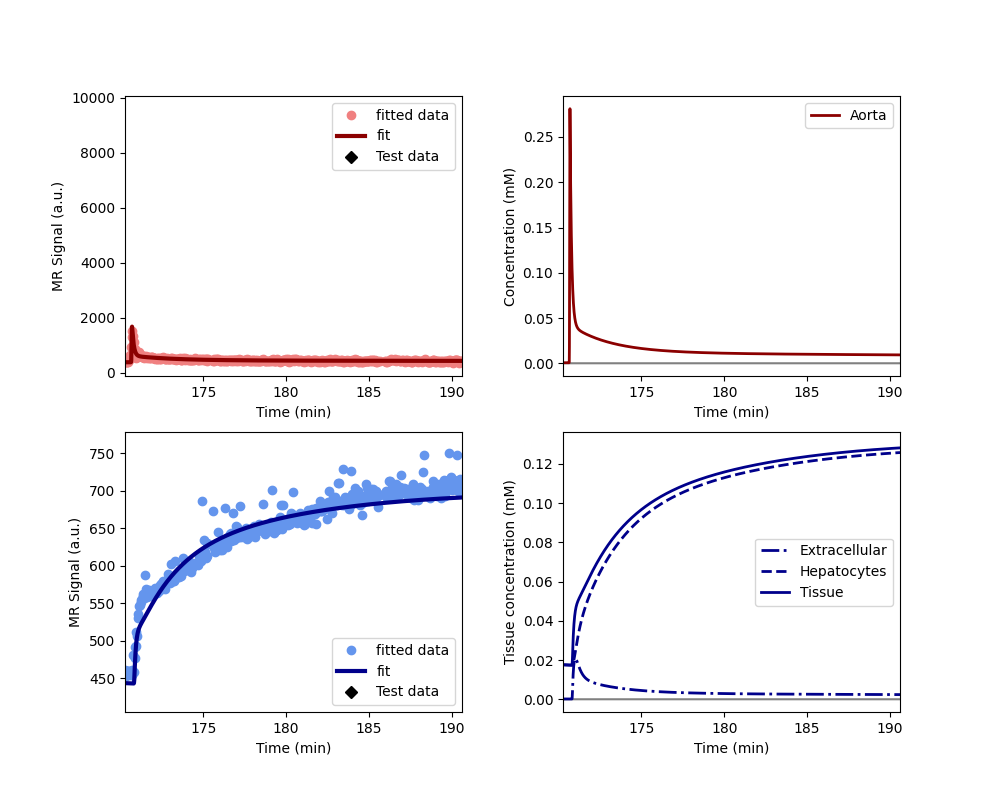 10000
8000
6000
4000
2000
0
MR Signal (a.u.)
175
180
185
190
Time (min)
fitted data
fit
Test data
0.25
0.20
0.15
0.10
0.05
0.00
Concentration (mM)
175
180
185
190
Time (min)
Aorta
750
700
650
600
550
500
450
MR Signal (a.u.)
175
180
185
190
Time (min)
fitted data
fit
Test data
0.12
0.10
0.08
0.06
0.04
0.02
0.00
Tissue concentration (mM)
175
180
185
190
Time (min)
Extracellular
Hepatocytes
Tissue